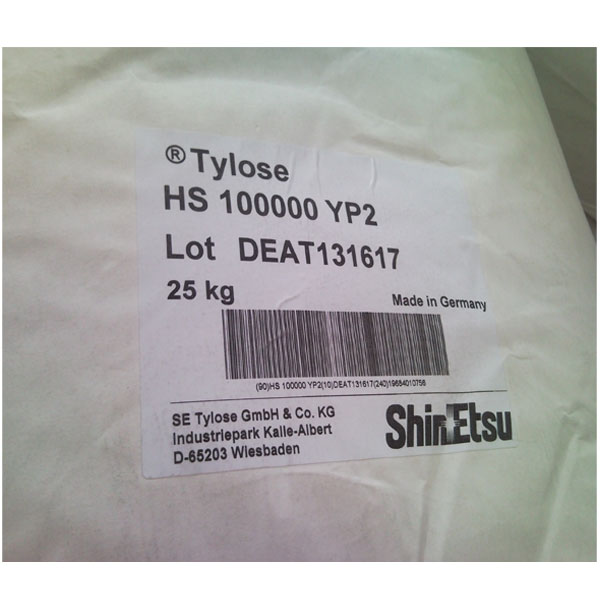 ® Tylose
HS 100000 YP2
Lot DEAT131617
25 kg
Made in Germany
(90)HS 100000 YP2(10)DEAT131617(240)19684010758
SE Tylose GmbH & Co. KG
Industriepark Kalle-Albert
D-65203 Wiesbaden
ShinEtsu